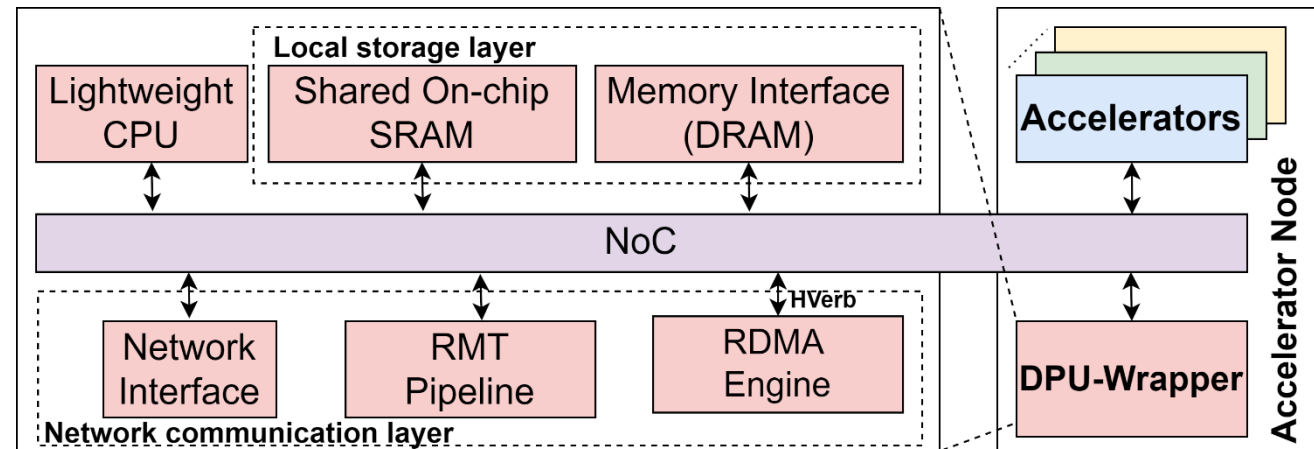 Local storage layer
Lightweight
CPU
Shared On-chip
SRAM
Memory Interface
(DRAM)
Accelerators
NoC
HVerb
Network
Interface
RMT
Pipeline
RDMA
Engine
Network communication layer
DPU-Wrapper
Accelerator Node